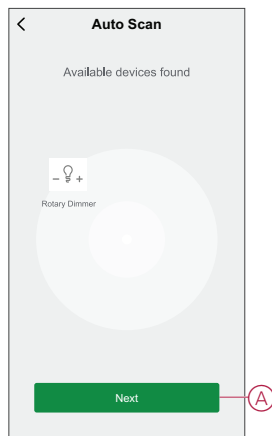 Auto Scan
Available devices found
Rotary Dimmer
Next
A